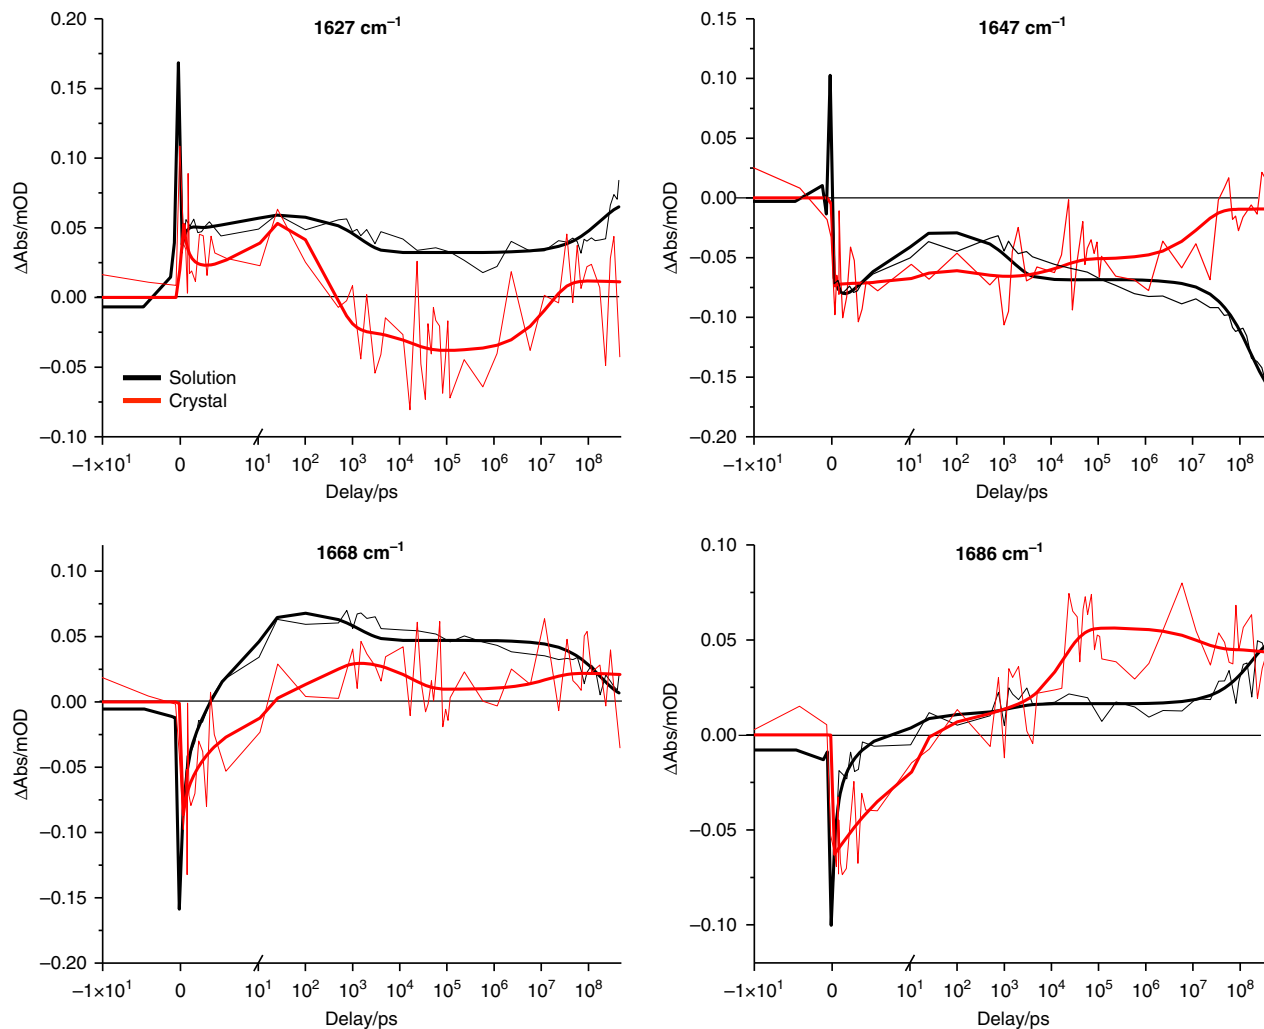 1627 cm⁻¹
0.20
0.15
0.10
0.05
0.00
−0.05
−0.10
ΔAbs/mOD
Solution
Crystal
−1×10¹ 0 10¹ 10² 10³ 10⁴ 10⁵ 10⁶ 10⁷ 10⁸
Delay/ps
1647 cm⁻¹
0.15
0.10
0.05
0.00
−0.05
−0.10
−0.15
−0.20
ΔAbs/mOD
−1×10¹ 0 10¹ 10² 10³ 10⁴ 10⁵ 10⁶ 10⁷ 10⁸
Delay/ps
1668 cm⁻¹
0.10
0.05
0.00
−0.05
−0.10
−0.15
−0.20
ΔAbs/mOD
−1×10¹ 0 10¹ 10² 10³ 10⁴ 10⁵ 10⁶ 10⁷ 10⁸
Delay/ps
1686 cm⁻¹
0.10
0.05
0.00
−0.05
−0.10
ΔAbs/mOD
−1×10¹ 0 10¹ 10² 10³ 10⁴ 10⁵ 10⁶ 10⁷ 10⁸
Delay/ps